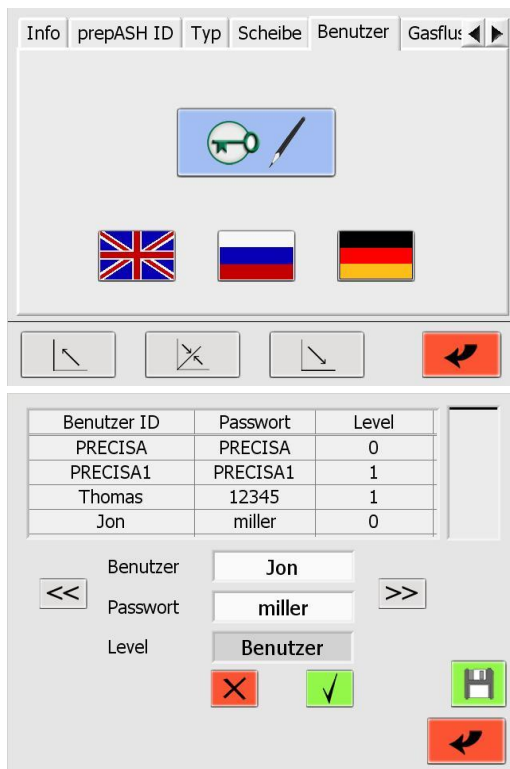 Info prepASH ID Typ Scheibe Benutzer Gasflus
Benutzer ID Passwort Level
PRECISA PRECISA 0
PRECISA1 PRECISA1 1
Thomas 12345 1
Jon miller 0
Benutzer Jon
<< >>
Passwort miller
Level Benutzer